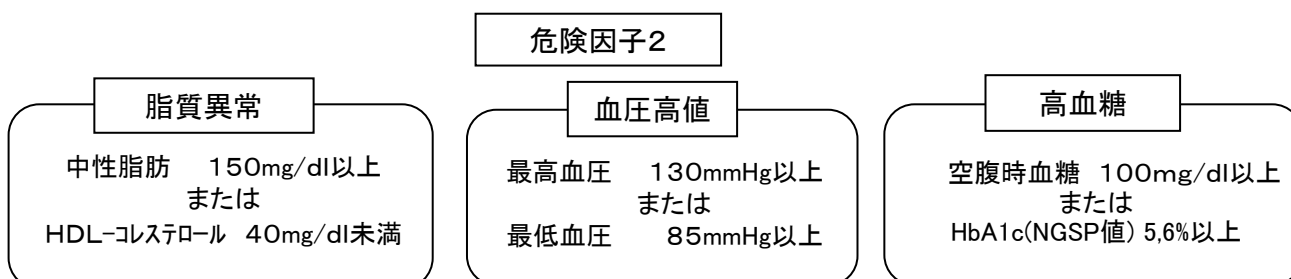 危険因子２
脂質異常
中性脂肪　１５０mg/dl以上
または
HDL-ｺﾚｽﾃﾛｰﾙ　４０mg/dl未満
血圧高値
最高血圧　１３０mmHg以上
または
最低血圧　８５mmHg以上
高血糖
空腹時血糖　１００mg/dl以上
または
HbA1c(NGSP値) 5,6%以上